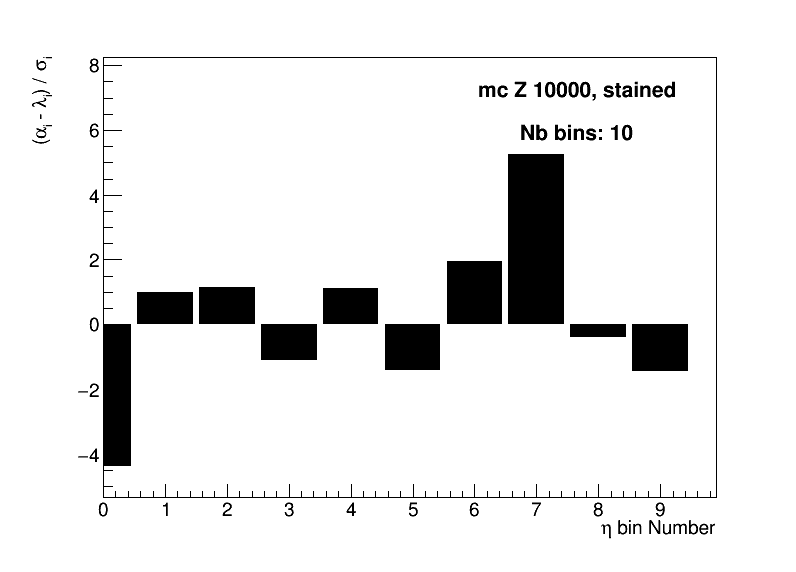 (αi - λi) / σi
8
6
4
2
0
−2
−4
mc Z 10000, stained
Nb bins: 10
0 1 2 3 4 5 6 7 8 9
η bin Number